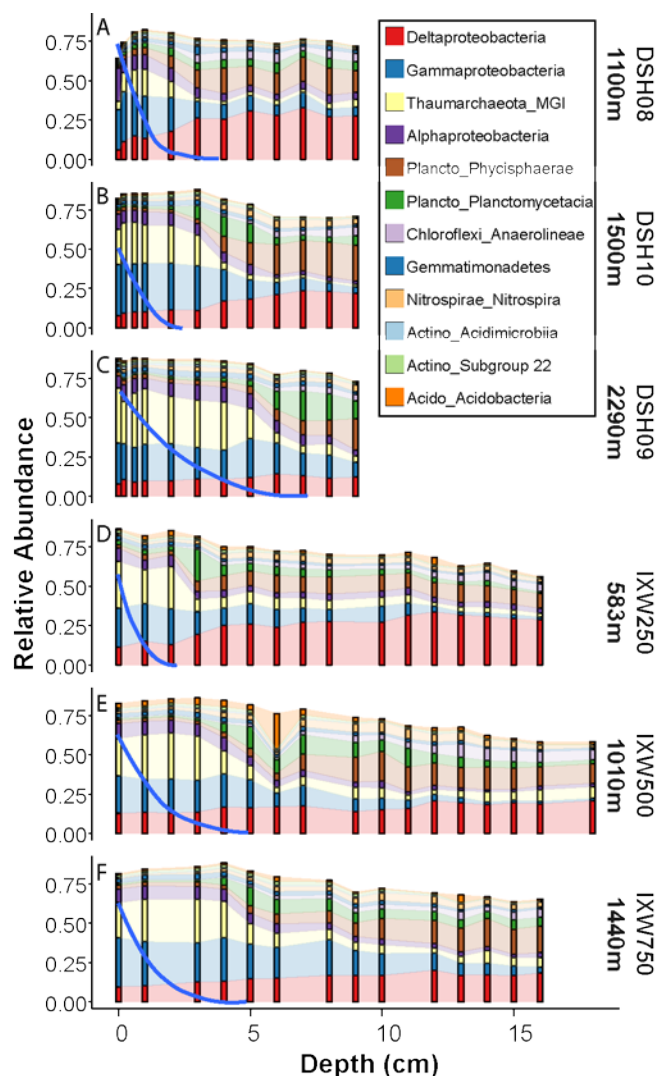 A
0.75
0.50
0.25
0.00
DSH08
1100m
Deltaproteobacteria
Gammaproteobacteria
Thaumarchaeota_MGI
Alphaproteobacteria
Plancto_Phycisphaerae
Plancto_Planctomycetacia
Chloroflexi_Anaerolineae
Gemmatimonadetes
Nitrospirae_Nitrospira
Actino_Acidimicrobiia
Actino_Subgroup 22
Acido_Acidobacteria
B
0.75
0.50
0.25
0.00
DSH10
1500m
C
0.75
0.50
0.25
0.00
DSH09
2290m
Relative Abundance
D
0.75
0.50
0.25
0.00
IXW250
583m
E
0.75
0.50
0.25
0.00
IXW500
1010m
F
0.75
0.50
0.25
0.00
IXW750
1440m
0 5 10 15
Depth (cm)